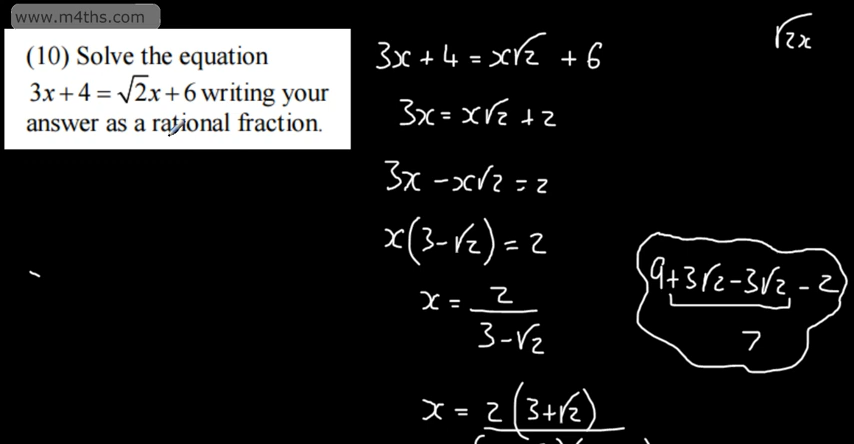 www.m4ths.com
(10) Solve the equation
3x + 4 = √2x + 6 writing your
answer as a rational fraction.
√2x
3x + 4 = x√2 + 6
3x = x√2 + 2
3x - x√2 = 2
x(3-√2) = 2
x = 2
3-√2
9+3√2-3√2-2
7
x = 2(3+√2)